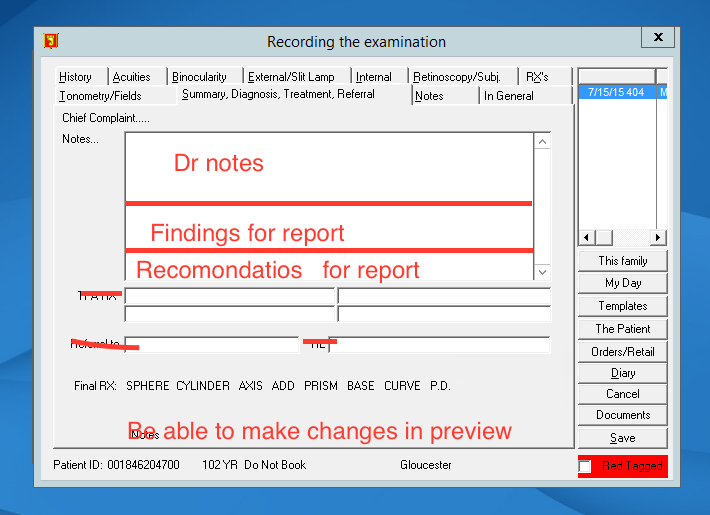 Recording the examination
x
History Acuities Binocularity External/Slit Lamp Internal Retinoscopy/Subj. RX's
Tonometry/Fields Summary, Diagnosis, Treatment, Referral Notes In General
7/15/15 404 M
Chief Complaint.....
Notes...
Dr notes
Findings for report
Recomondatios for report
Referral to
This family
My Day
Templates
The Patient
Orders/Retail
Diary
Cancel
Documents
Save
Final RX: SPHERE CYLINDER AXIS ADD PRISM BASE CURVE P.D.
Be able to make changes in preview
Notes
Patient ID: 001846204700 102 YR Do Not Book Gloucester
Red Tagged